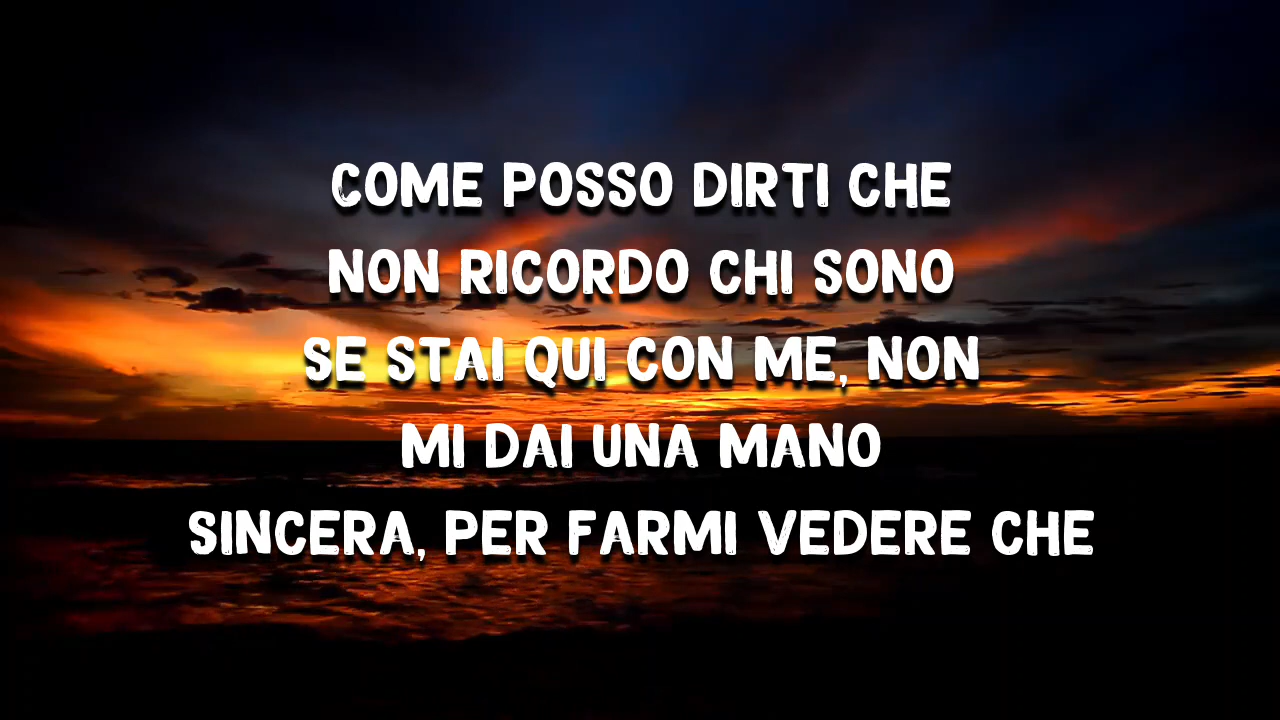 COME POSSO DIRTI CHE
NON RICORDO CHI SONO
SE STAI QUI CON ME, NON
MI DAI UNA MANO
SINCERA, PER FARMI VEDERE CHE